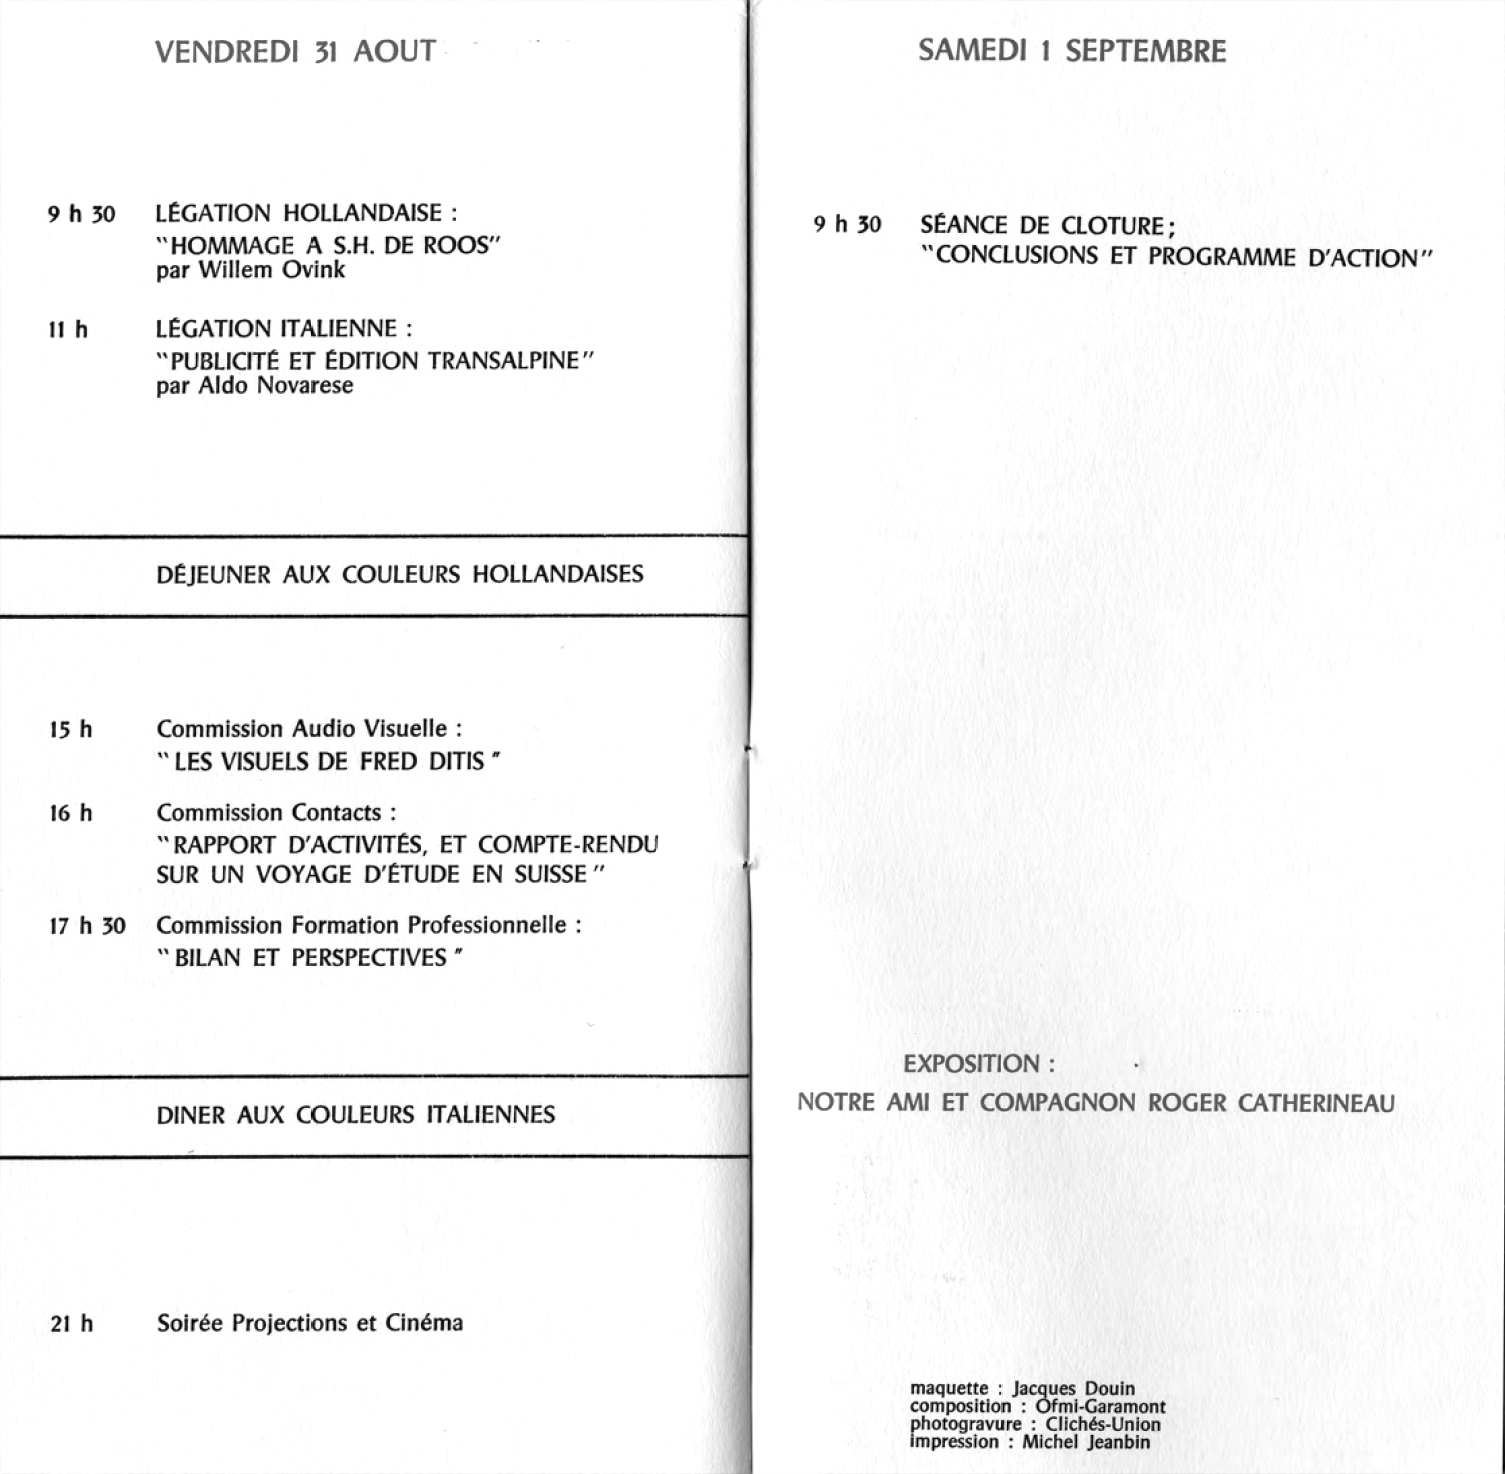 VENDREDI 31 AOUT
9 h 30 LÉGATION HOLLANDAISE :
"HOMMAGE A S.H. DE ROOS"
par Willem Ovink
11 h LÉGATION ITALIENNE :
"PUBLICITÉ ET ÉDITION TRANSALPINE"
par Aldo Novarese
DÉJEUNER AUX COULEURS HOLLANDAISES
15 h Commission Audio Visuelle :
" LES VISUELS DE FRED DITIS "
16 h Commission Contacts :
" RAPPORT D'ACTIVITÉS, ET COMPTE-RENDU
SUR UN VOYAGE D'ÉTUDE EN SUISSE "
17 h 30 Commission Formation Professionnelle :
" BILAN ET PERSPECTIVES "
DINER AUX COULEURS ITALIENNES
21 h Soirée Projections et Cinéma
SAMEDI 1 SEPTEMBRE
9 h 30 SÉANCE DE CLOTURE ;
"CONCLUSIONS ET PROGRAMME D'ACTION"
EXPOSITION :
NOTRE AMI ET COMPAGNON ROGER CATHERINEAU
maquette : Jacques Douin
composition : Ofmi-Garamont
photogravure : Clichés-Union
impression : Michel Jeanbin